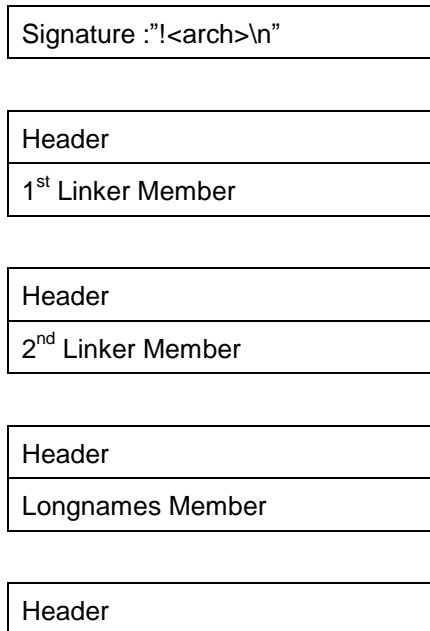 Signature :”!<arch>\n”
Header
1st Linker Member
Header
2nd Linker Member
Header
Longnames Member
Header